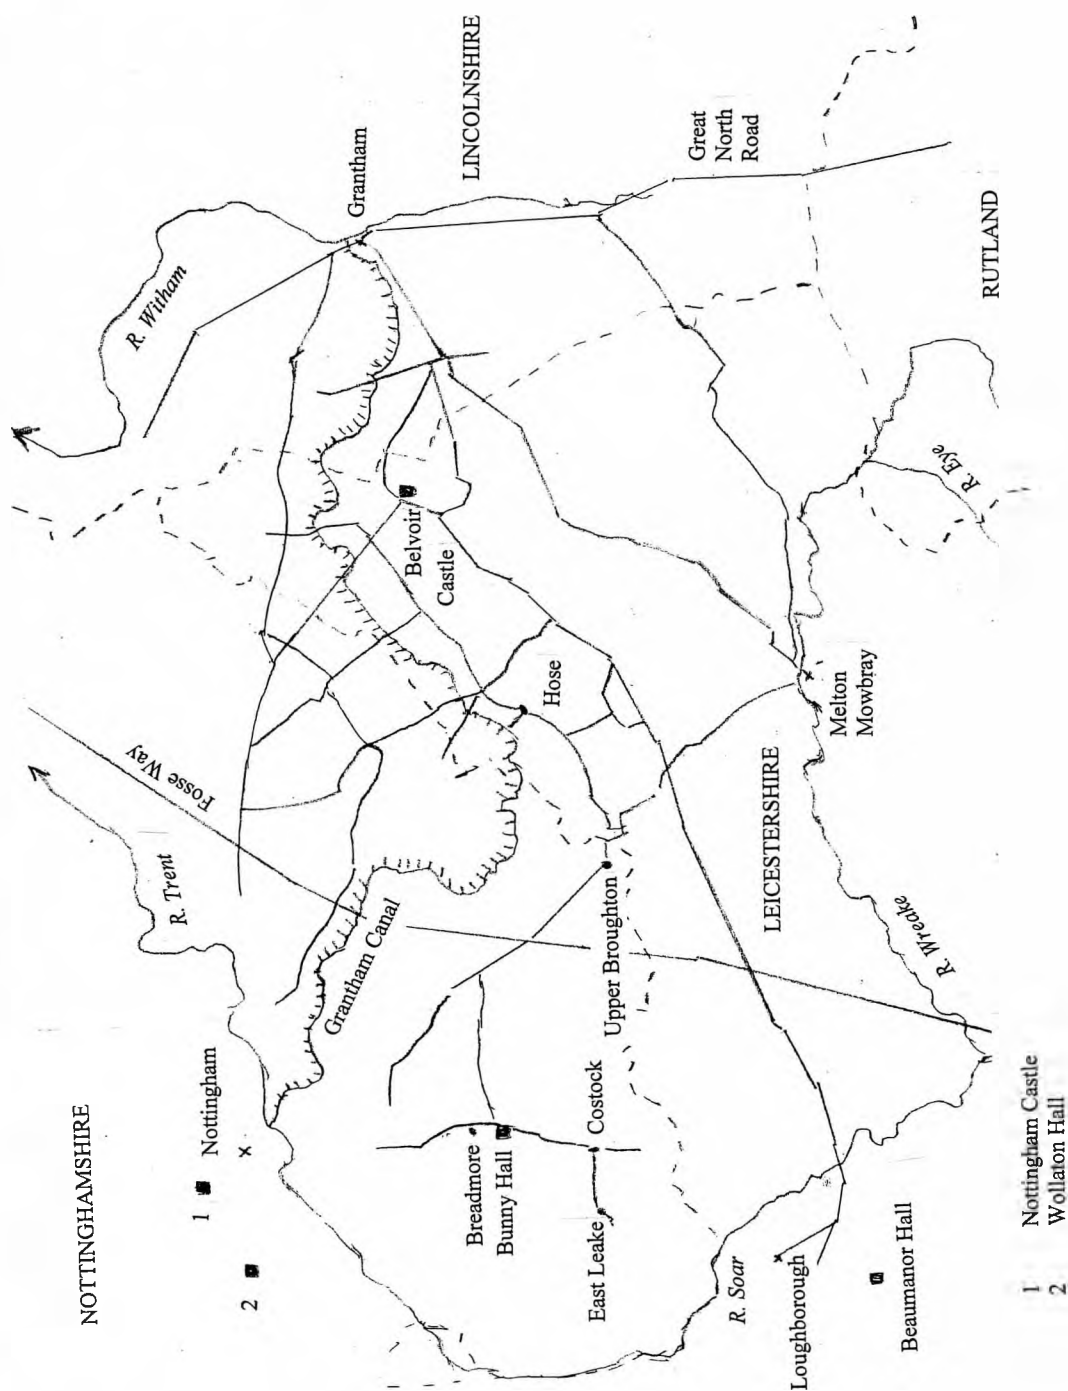 NOTTINGHAMSHIRE
LINCOLNSHIRE
Grantham
R. Witham
Great
North
Road
RUTLAND
R. Eye
Belvoir
Castle
Hose
Melton
Mowbray
Fosse Way
R. Trent
LEICESTERSHIRE
R. Wreake
Grantham Canal
Upper Broughton
Nottingham
1
2
Breadmore
Bunny Hall
Costock
East Leake
R. Soar
Loughborough
Beaumanor Hall
1 Nottingham Castle
2 Wollaton Hall